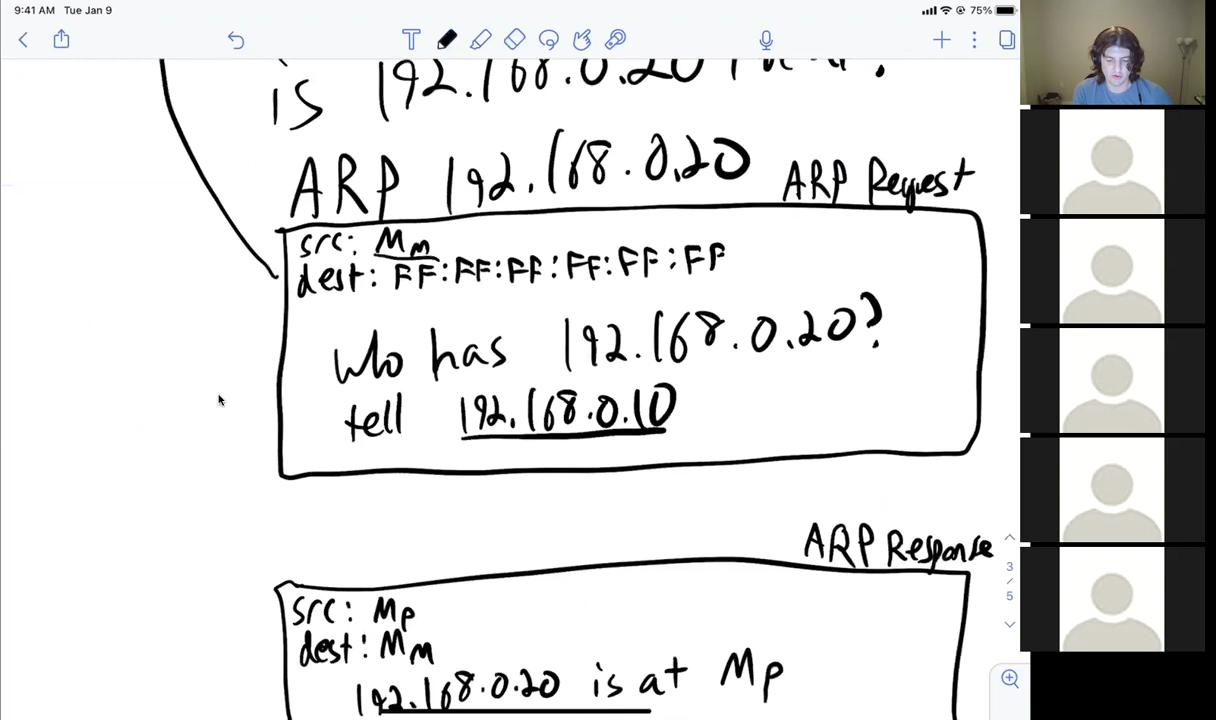 9:41 AM Tue Jan 9
75%
is 192.168.0.20
ARP 192.168.0.20
ARP Request
src: Mm
dest: FF:FF:FF:FF:FF:FF
Who has 192.168.0.20?
tell 192.168.0.10
ARP Response
3
/
5
src: Mp
dest: MM
192.168.0.20 is at Mp